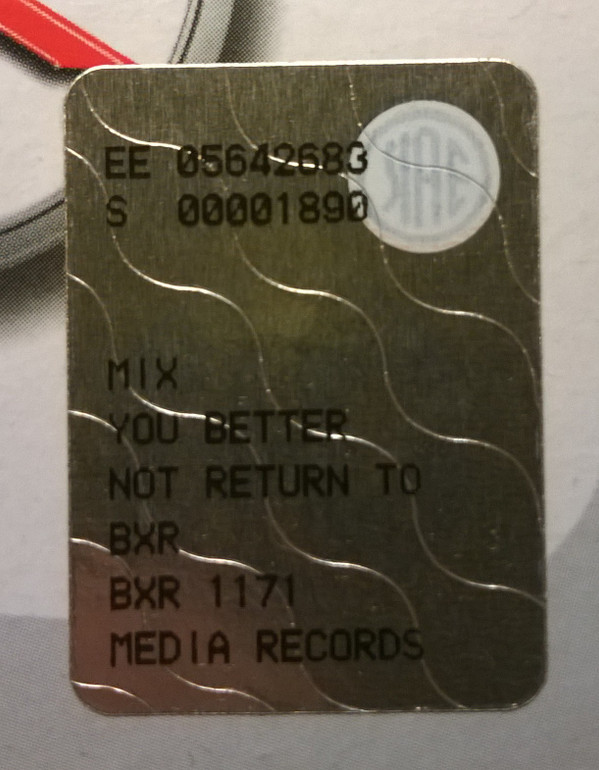 EE 05642683
S 00001890
MIX
YOU BETTER
NOT RETURN TO
BXR
BXR 1171
MEDIA RECORDS